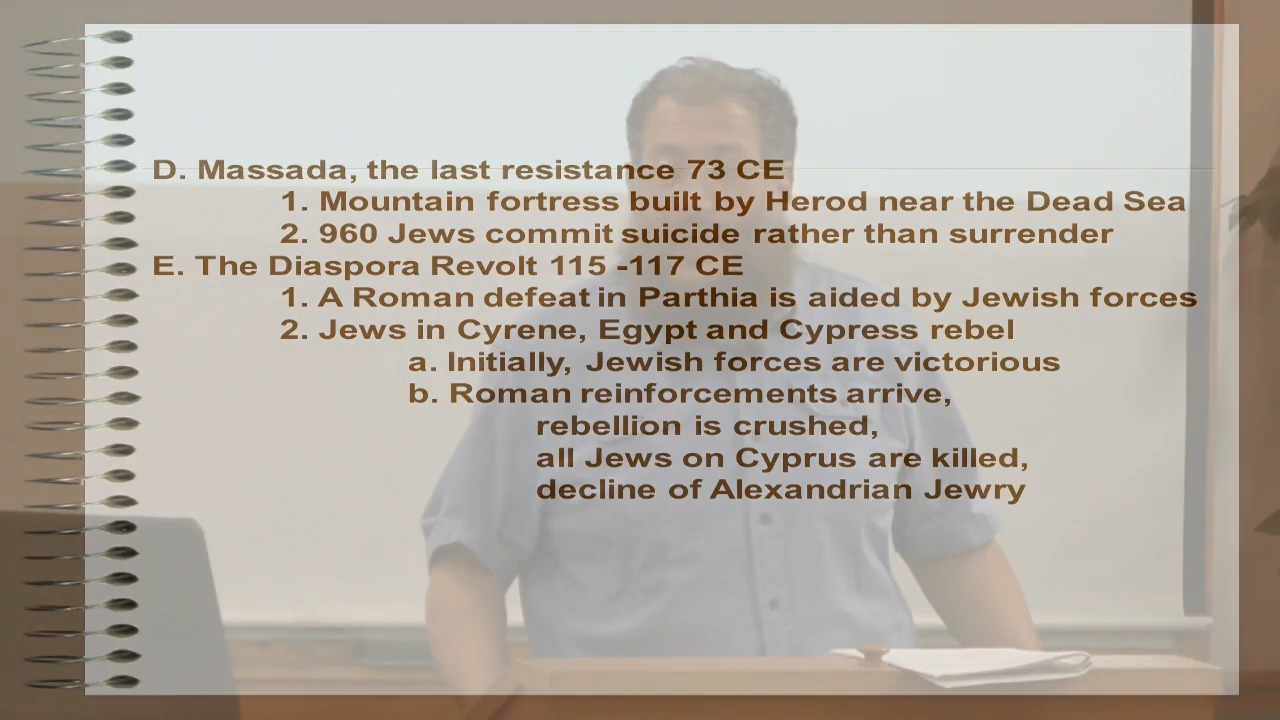 D. Massada, the last resistance 73 CE
1. Mountain fortress built by Herod near the Dead Sea
2. 960 Jews commit suicide rather than surrender
E. The Diaspora Revolt 115 -117 CE
1. A Roman defeat in Parthia is aided by Jewish forces
2. Jews in Cyrene, Egypt and Cypress rebel
a. Initially, Jewish forces are victorious
b. Roman reinforcements arrive,
rebellion is crushed,
all Jews on Cyprus are killed,
decline of Alexandrian Jewry